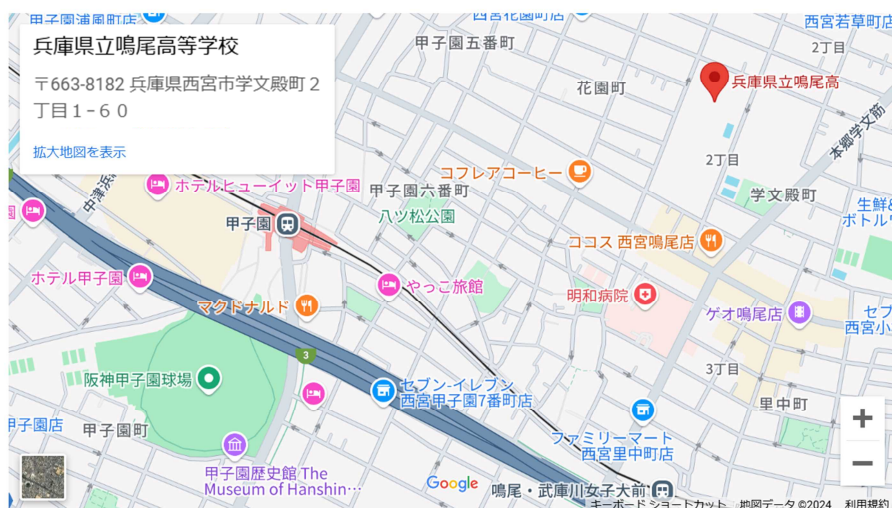 甲子園浦風町店
西宮花園町店
西宮若草町店
兵庫県立鳴尾高等学校
〒663-8182 兵庫県西宮市学文殿町２
丁目１−６０
拡大地図を表示
甲子園五番町
2丁目
花園町
兵庫県立鳴尾高
本郷学文筋
中津浜
ホテルヒューイット甲子園
甲子園六番町
コフレアコーヒー
2丁目
学文殿町
八ツ松公園
生鮮&
ボトル
園
甲子園
ココス 西宮鳴尾店
ホテル甲子園
やっこ旅館
明和病院
マクドナルド
ゲオ鳴尾店
セブ
西宮小
3
3丁目
阪神甲子園球場
セブン-イレブン
西宮甲子園7番町店
里中町
甲子園店
甲子園町
ファミリーマート
西宮里中町店
甲子園歴史館 The
Museum of Hanshin…
Google
鳴尾・武庫川女子大前
キーボード ショートカット
地図データ ©2024
利用規約